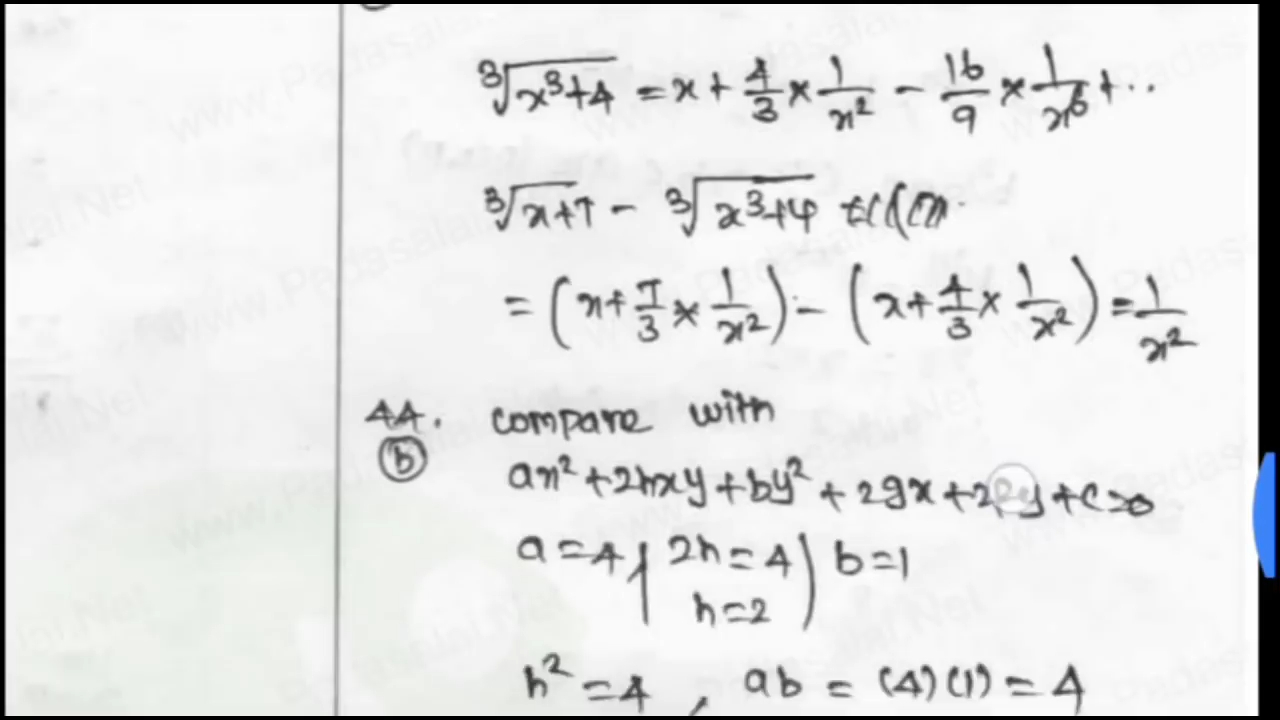 ∛(x³+4) = x + 4/3 × 1/x² - 16/9 × 1/x⁵ + ..
∛x+7 - ∛(x³+4)
= (x + 7/3 × 1/x²) - (x + 4/3 × 1/x²) = 1/x²
44. compare with
(b)
ax² + 2hxy + by² + 2gx + 2fy + c = 0
a = 4 | 2h = 4 | b = 1
h = 2
h² = 4, ab = (4)(1) = 4